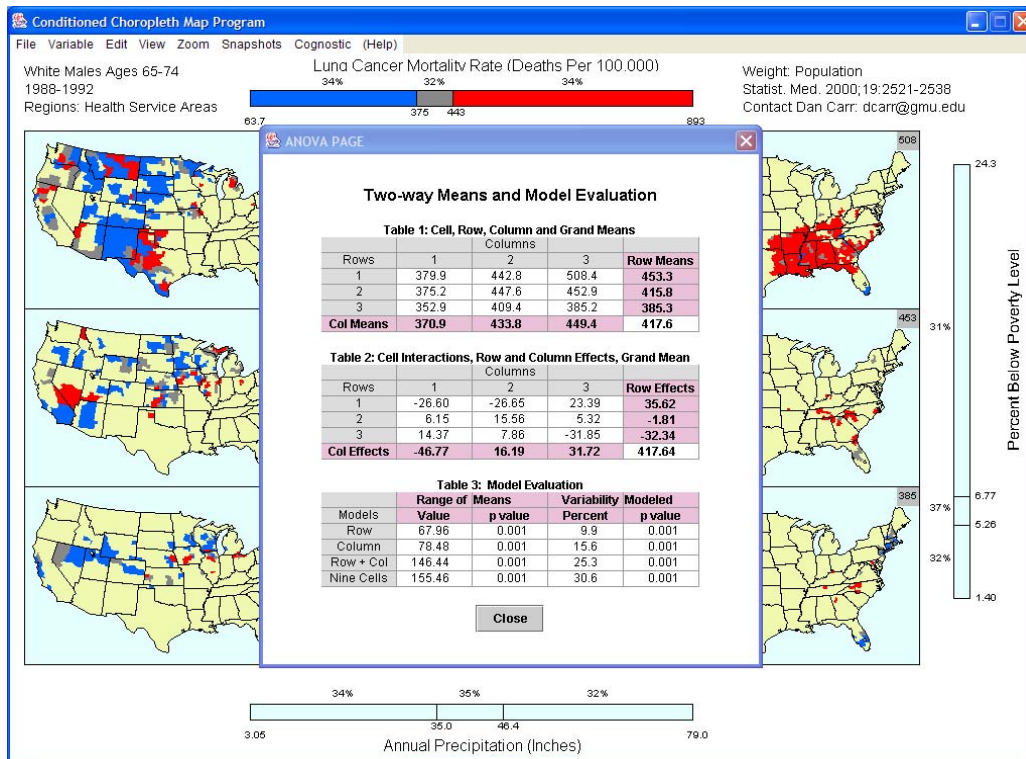 Conditioned Choropleth Map Program
File Variable Edit View Zoom Snapshots Cognostic (Help)
White Males Ages 65-74
1988-1992
Regions: Health Service Areas
Lung Cancer Mortality Rate (Deaths Per 100,000)
34% 32% 34%
375 443
63.7 893
Weight: Population
Statist. Med. 2000;19:2521-2538
Contact Dan Carr: dcarr@gmu.edu
ANOVA PAGE
Two-way Means and Model Evaluation
Table 1: Cell, Row, Column and Grand Means
Columns
Rows 1 2 3 Row Means
1 379.9 442.8 508.4 453.3
2 375.2 447.6 452.9 415.8
3 352.9 409.4 385.2 385.3
Col Means 370.9 433.8 449.4 417.6
Table 2: Cell Interactions, Row and Column Effects, Grand Mean
Columns
Rows 1 2 3 Row Effects
1 -26.60 -26.65 23.39 35.62
2 6.15 15.56 5.32 -1.81
3 14.37 7.86 -31.85 -32.34
Col Effects -46.77 16.19 31.72 417.64
Table 3: Model Evaluation
Range of Means Variability Modeled
Models Value p value Percent p value
Row 67.96 0.001 9.9 0.001
Column 78.48 0.001 15.6 0.001
Row + Col 146.44 0.001 25.3 0.001
Nine Cells 155.46 0.001 30.6 0.001
Close
508
453
385
24.3
31%
6.77
37%
5.26
32%
1.40
Percent Below Poverty Level
34% 35% 32%
35.0 46.4
3.05 79.0
Annual Precipitation (Inches)